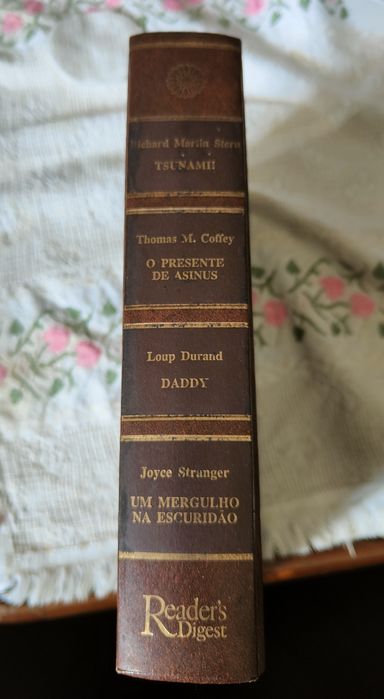 Richard Martin Stern
TSUNAMI!
Thomas M. Coffey
O PRESENTE
DE ASINUS
Loup Durand
DADDY
Joyce Stranger
UM MERGULHO
NA ESCURIDÃO
Reader's
Digest